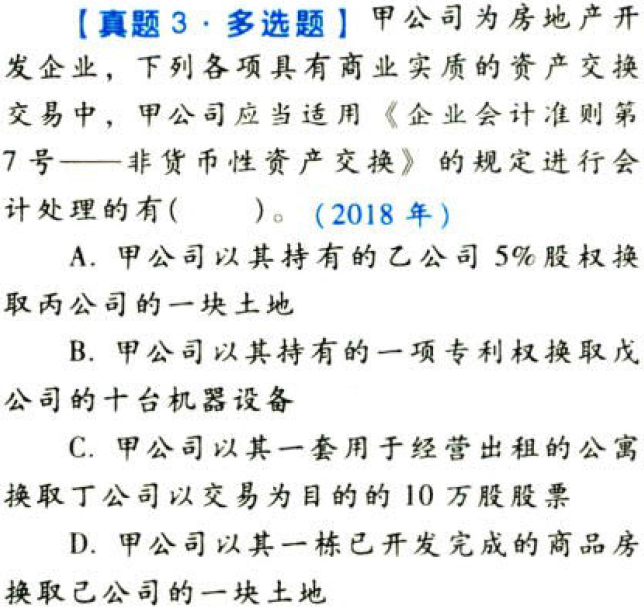 【真题 3·多选题】甲公司为房地产开
发企业，下列各项具有商业实质的资产交换
交易中，甲公司应当适用《企业会计准则第
7 号——非货币性资产交换》的规定进行会
计处理的有(　　)。(2018 年)
A. 甲公司以其持有的乙公司 5%股权换
取丙公司的一块土地
B. 甲公司以其持有的一项专利权换取戊
公司的十台机器设备
C. 甲公司以其一套用于经营出租的公寓
换取丁公司以交易为目的的 10 万股股票
D. 甲公司以其一栋已开发完成的商品房
换取己公司的一块土地